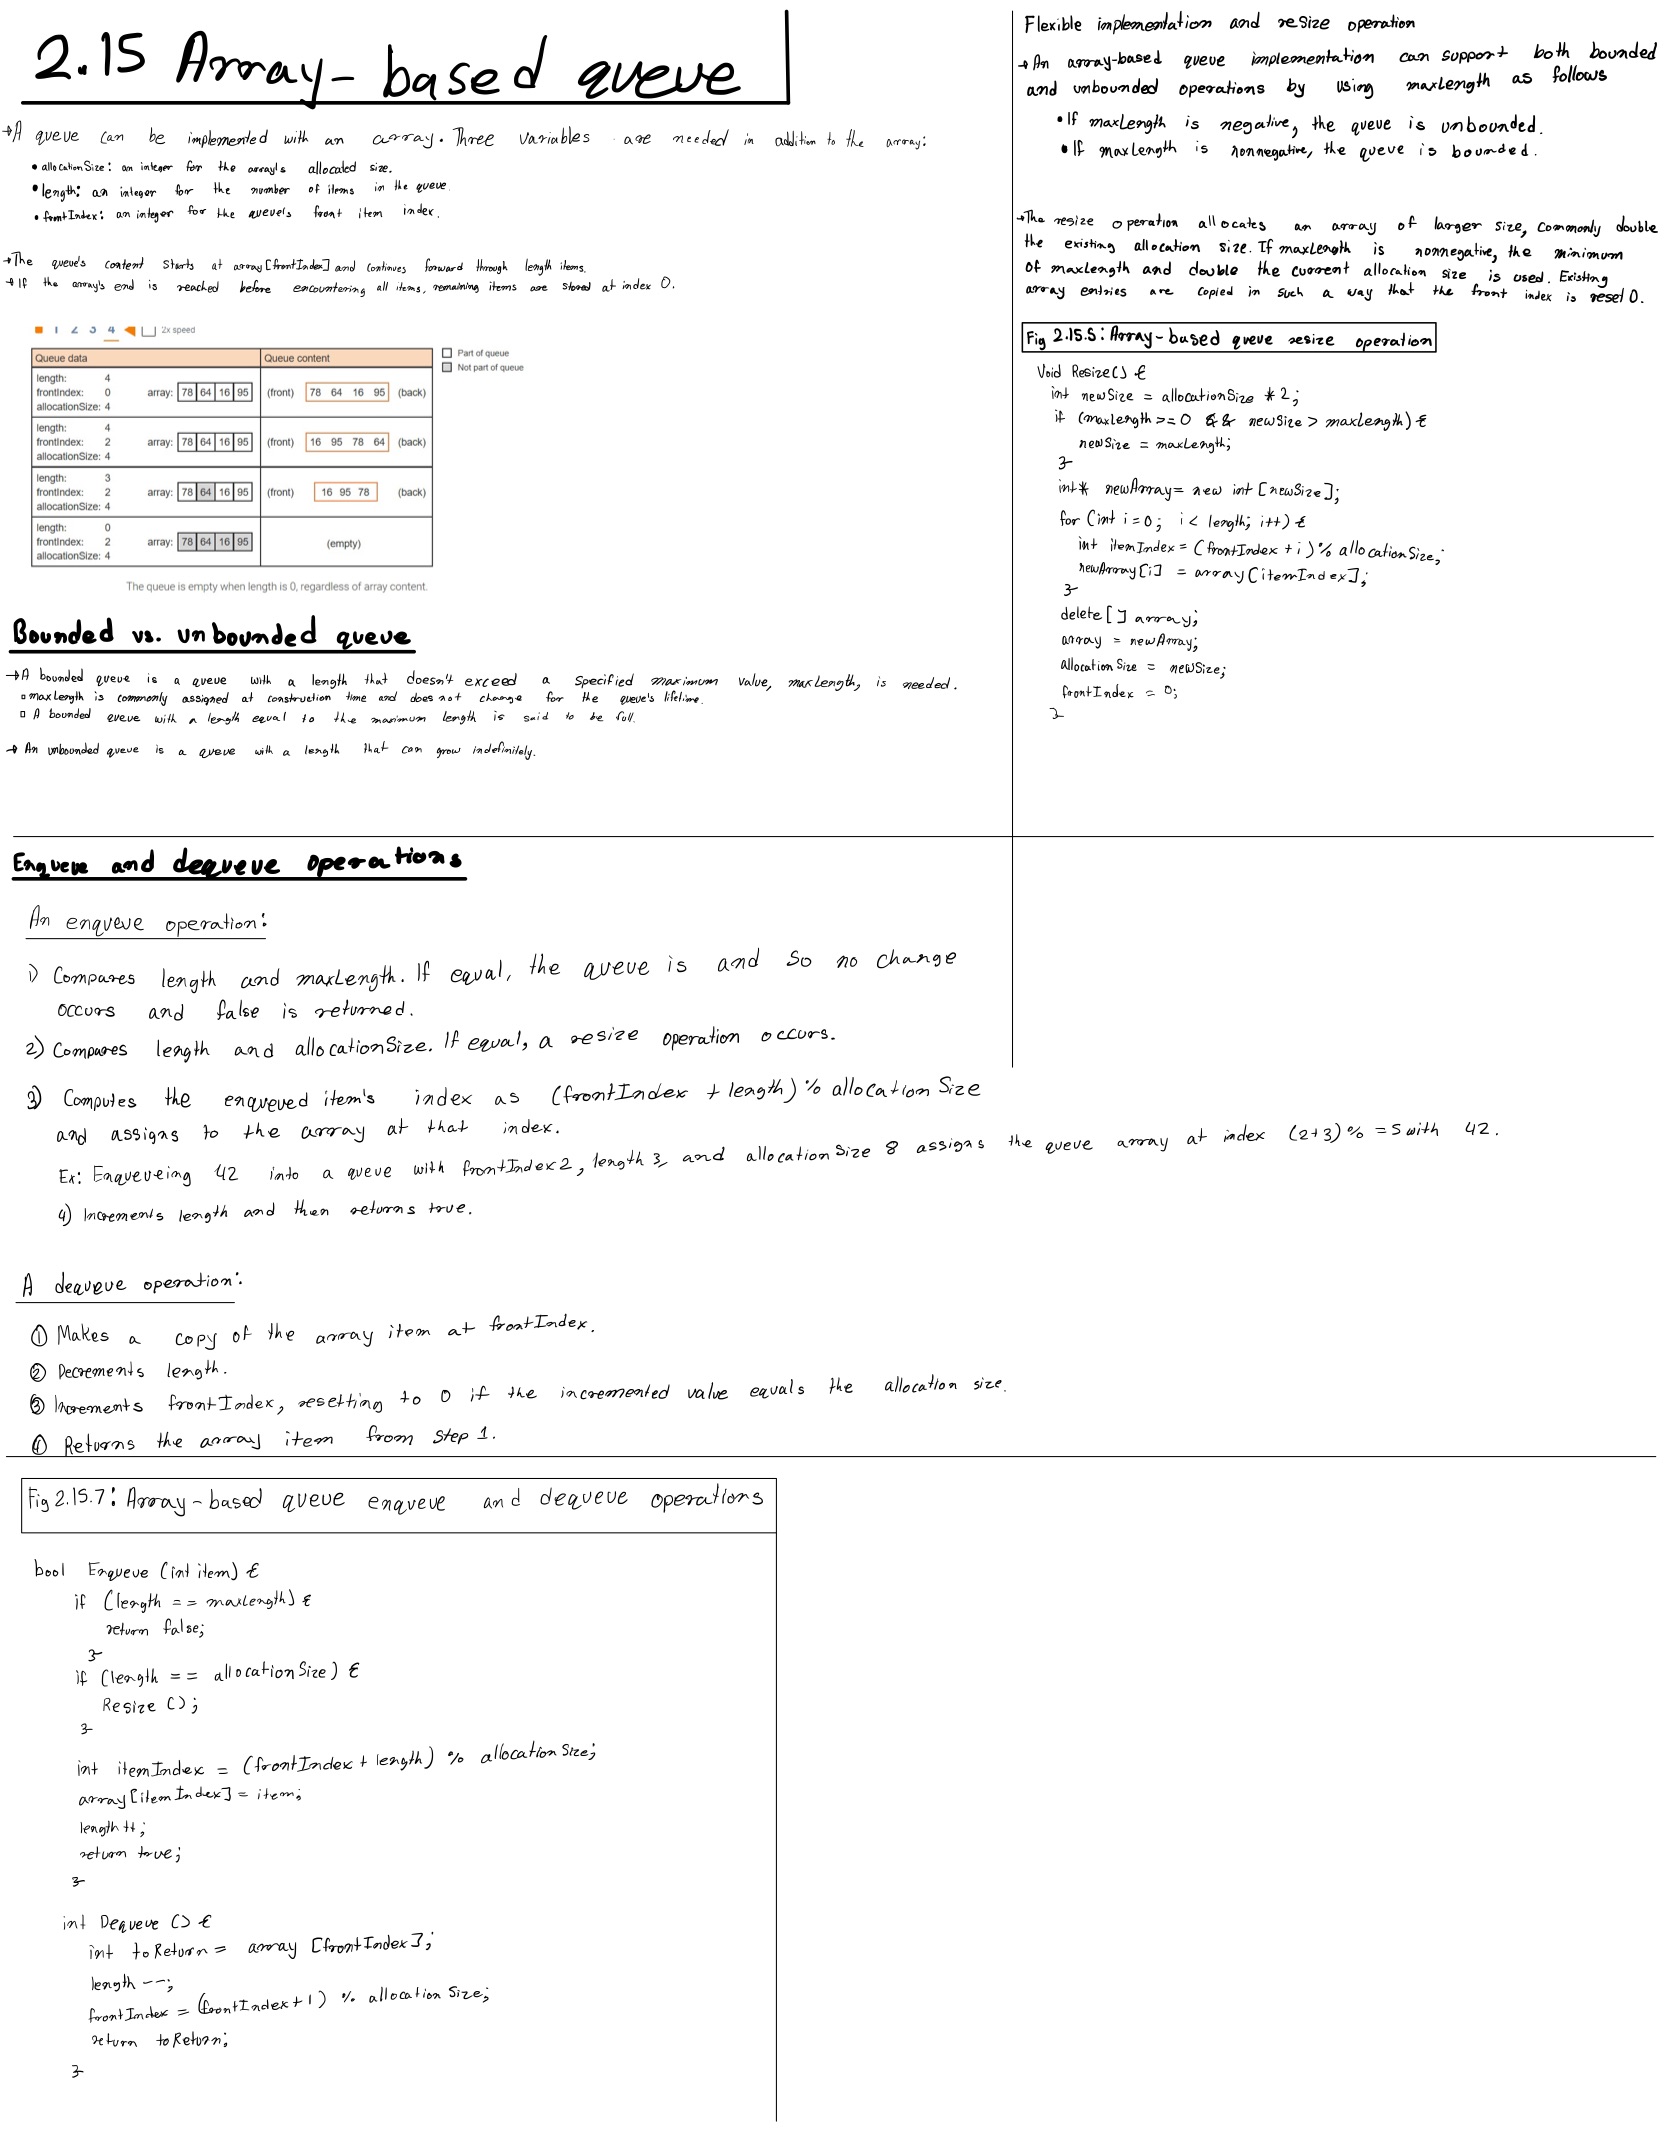 2.15 Array-based queue
→A queue can be implemented with an array. Three variables are needed in addition to the array:
• allocationSize: an integer for the array's allocated size.
• length: an integer for the number of items in the queue.
• frontIndex: an integer for the queue's front item index.
→The queue's content starts at array[frontIndex] and continues forward through length items.
→If the array's end is reached before encountering all items, remaining items are stored at index 0.
1 2 3 4 2x speed
Queue data Queue content
Part of queue
Not part of queue
length: 4
frontIndex: 0 array: 78 64 16 95 (front) 78 64 16 95 (back)
allocationSize: 4
length: 4
frontIndex: 2 array: 78 64 16 95 (front) 16 95 78 64 (back)
allocationSize: 4
length: 3
frontIndex: 2 array: 78 64 16 95 (front) 16 95 78 (back)
allocationSize: 4
length: 0
frontIndex: 2 array: 78 64 16 95 (empty)
allocationSize: 4
The queue is empty when length is 0, regardless of array content.
Bounded vs. unbounded queue
→A bounded queue is a queue with a length that doesn't exceed a specified maximum value, maxLength, is needed.
▫ maxLength is commonly assigned at construction time and does not change for the queue's lifetime.
▫ A bounded queue with a length equal to the maximum length is said to be full.
→ An unbounded queue is a queue with a length that can grow indefinitely.
Flexible implementation and resize operation
→An array-based queue implementation can support both bounded
and unbounded operations by using maxLength as follows
• If maxLength is negative, the queue is unbounded.
• If maxLength is nonnegative, the queue is bounded.
→The resize operation allocates an array of larger size, commonly double
the existing allocation size. If maxLength is nonnegative, the minimum
of maxLength and double the current allocation size is used. Existing
array entries are copied in such a way that the front index is reset 0.
Fig 2.15.5: Array-based queue resize operation
Void Resize() {
int newSize = allocationSize * 2;
if (maxLength >= 0 && newSize > maxLength) {
newSize = maxLength;
}
int* newArray = new int [newSize];
for (int i = 0; i < length; i++) {
int itemIndex = (frontIndex + i) % allocationSize;
newArray[i] = array[itemIndex];
}
delete[] array;
array = newArray;
allocationSize = newSize;
frontIndex = 0;
}
Enqueue and dequeue operations
An enqueue operation:
1) Compares length and maxLength. If equal, the queue is and so no change
occurs and false is returned.
2) Compares length and allocationSize. If equal, a resize operation occurs.
3) Computes the enqueued item's index as (frontIndex + length) % allocationSize
and assigns to the array at that index.
Ex: Enqueueing 42 into a queue with frontIndex 2, length 3, and allocationSize 8 assigns the queue array at index (2+3)% = 5 with 42.
4) Increments length and then returns true.
A dequeue operation:
① Makes a copy of the array item at frontIndex.
② Decrements length.
③ Increments frontIndex, resetting to 0 if the incremented value equals the allocation size.
④ Returns the array item from step 1.
Fig 2.15.7: Array-based queue enqueue and dequeue operations
bool Enqueue (int item) {
if (length == maxLength) {
return false;
}
if (length == allocationSize) {
Resize ();
}
int itemIndex = (frontIndex + length) % allocationSize;
array[itemIndex] = item;
length++;
return true;
}
int Dequeue () {
int toReturn = array [frontIndex];
length --;
frontIndex = (frontIndex + 1) % allocationSize;
return toReturn;
}